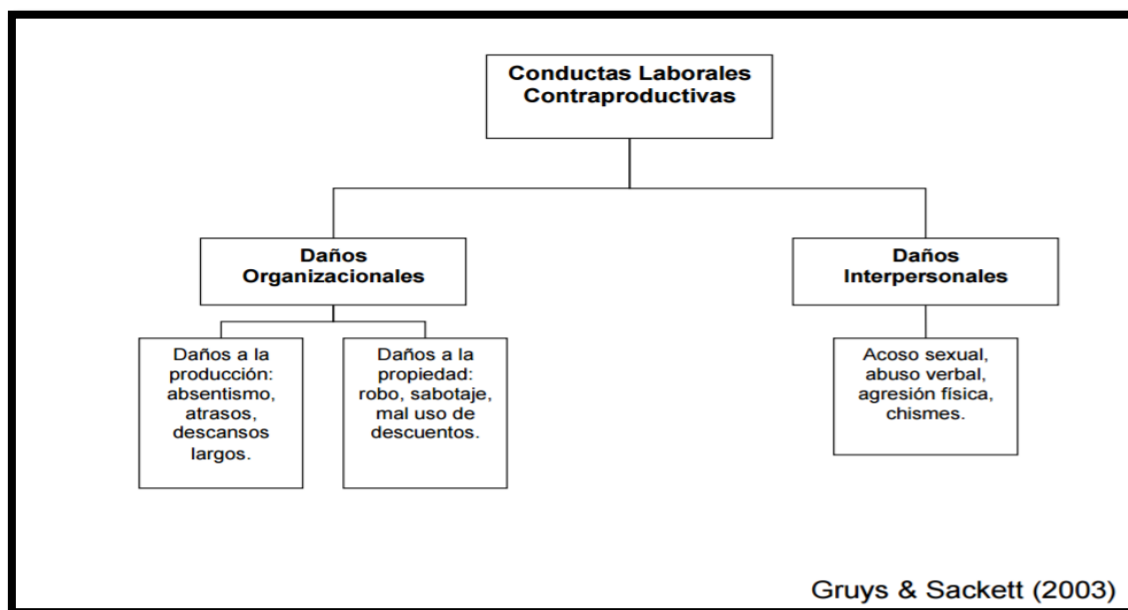 Conductas Laborales
Contraproductivas
Daños
Organizacionales
Daños
Interpersonales
Daños a la
producción:
absentismo,
atrasos,
descansos
largos.
Daños a la
propiedad:
robo, sabotaje,
mal uso de
descuentos.
Acoso sexual,
abuso verbal,
agresión física,
chismes.
Gruys & Sackett (2003)